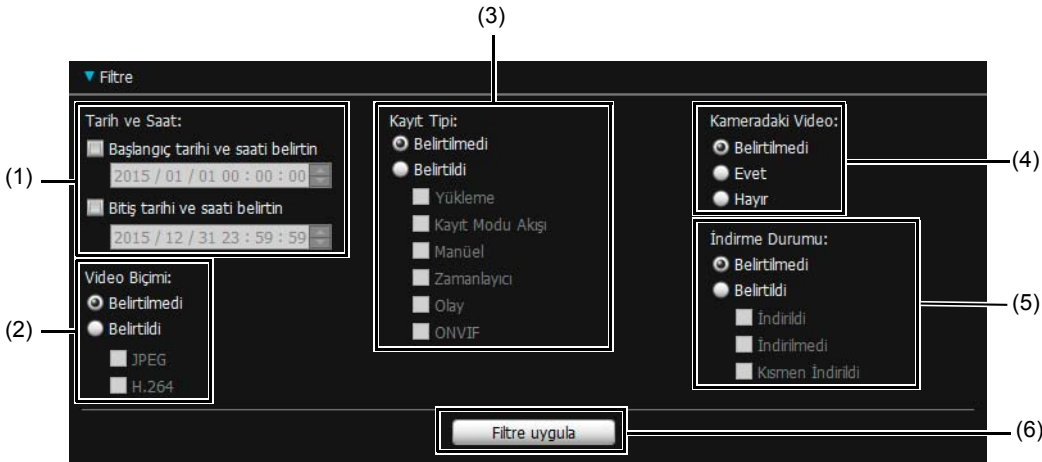 (3)
Filtre
Tarih ve Saat:
Başlangıç tarihi ve saati belirtin
2015 / 01 / 01 00 : 00 : 00
Bitiş tarihi ve saati belirtin
2015 / 12 / 31 23 : 59 : 59
(1)
Video Biçimi:
Belirtilmedi
Belirtildi
JPEG
H.264
(2)
Kayıt Tipi:
Belirtilmedi
Belirtildi
Yükleme
Kayıt Modu Akışı
Manüel
Zamanlayıcı
Olay
ONVIF
Kameradaki Video:
Belirtilmedi
Evet
Hayır
(4)
İndirme Durumu:
Belirtilmedi
Belirtildi
İndirildi
İndirilmedi
Kısmen İndirildi
(5)
Filtre uygula
(6)